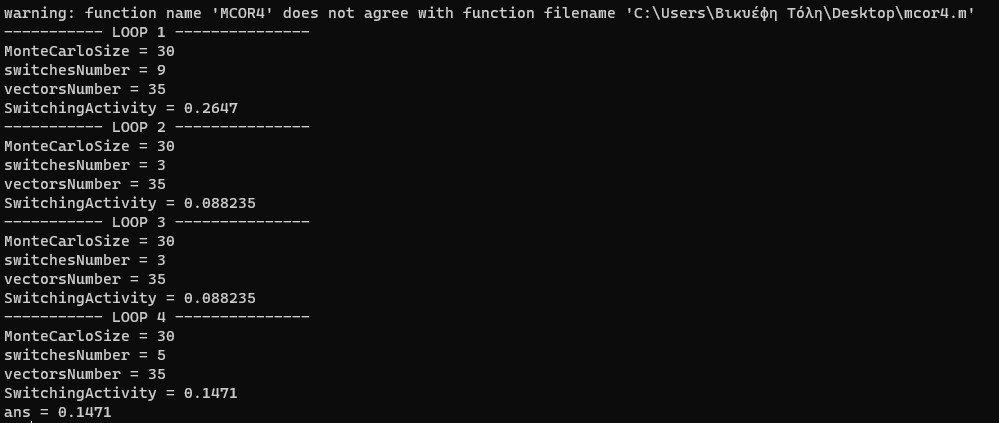 warning: function name 'MCOR4' does not agree with function filename 'C:\Users\Βικυέφη Τόλη\Desktop\mcor4.m'
----------- LOOP 1 ---------------
MonteCarloSize = 30
switchesNumber = 9
vectorsNumber = 35
SwitchingActivity = 0.2647
----------- LOOP 2 ---------------
MonteCarloSize = 30
switchesNumber = 3
vectorsNumber = 35
SwitchingActivity = 0.088235
----------- LOOP 3 ---------------
MonteCarloSize = 30
switchesNumber = 3
vectorsNumber = 35
SwitchingActivity = 0.088235
----------- LOOP 4 ---------------
MonteCarloSize = 30
switchesNumber = 5
vectorsNumber = 35
SwitchingActivity = 0.1471
ans = 0.1471